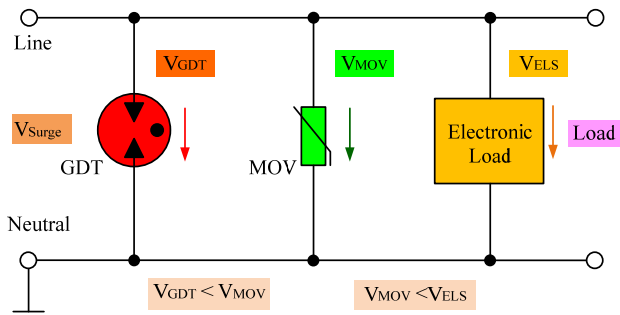 Line
VGDT
VMOV
VELS
VSurge
GDT
MOV
Electronic
Load
Load
Neutral
VGDT < VMOV
VMOV <VELS